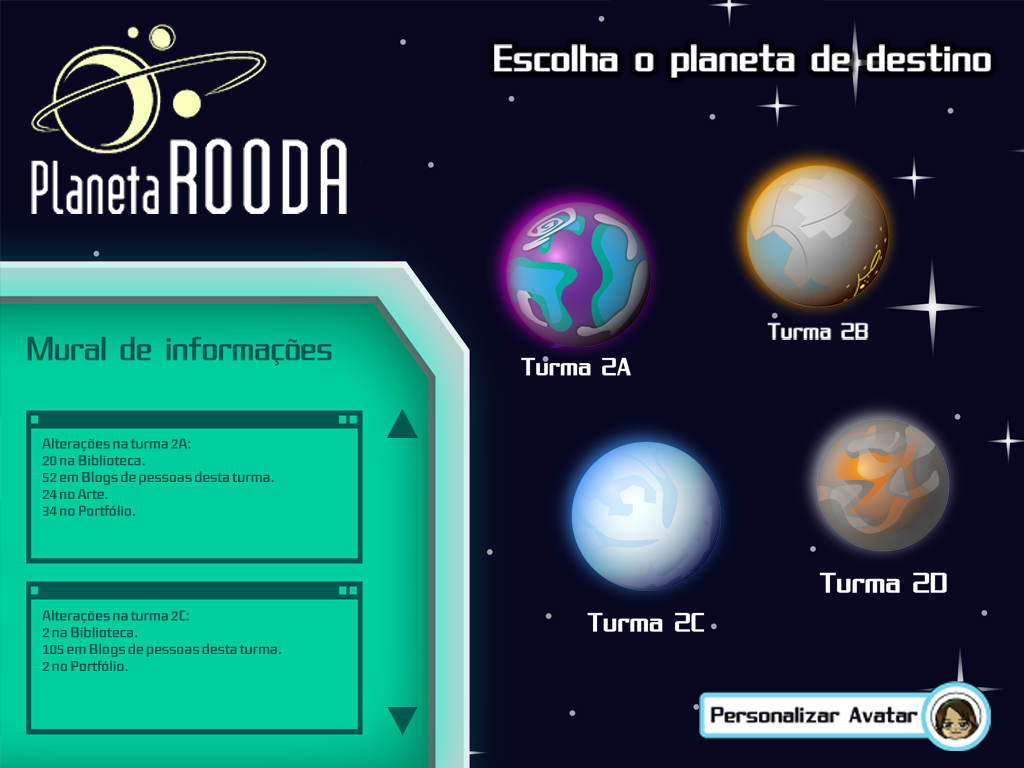 Planeta ROODA
Escolha o planeta de destino
Turma 2A
Turma 2B
Turma 2C
Turma 2D
Mural de informações
Alterações na turma 2A:
20 na Biblioteca.
52 em Blogs de pessoas desta turma.
24 no Arte.
34 no Portfólio.
Alterações na turma 2C:
2 na Biblioteca.
105 em Blogs de pessoas desta turma.
2 no Portfólio.
Personalizar Avatar